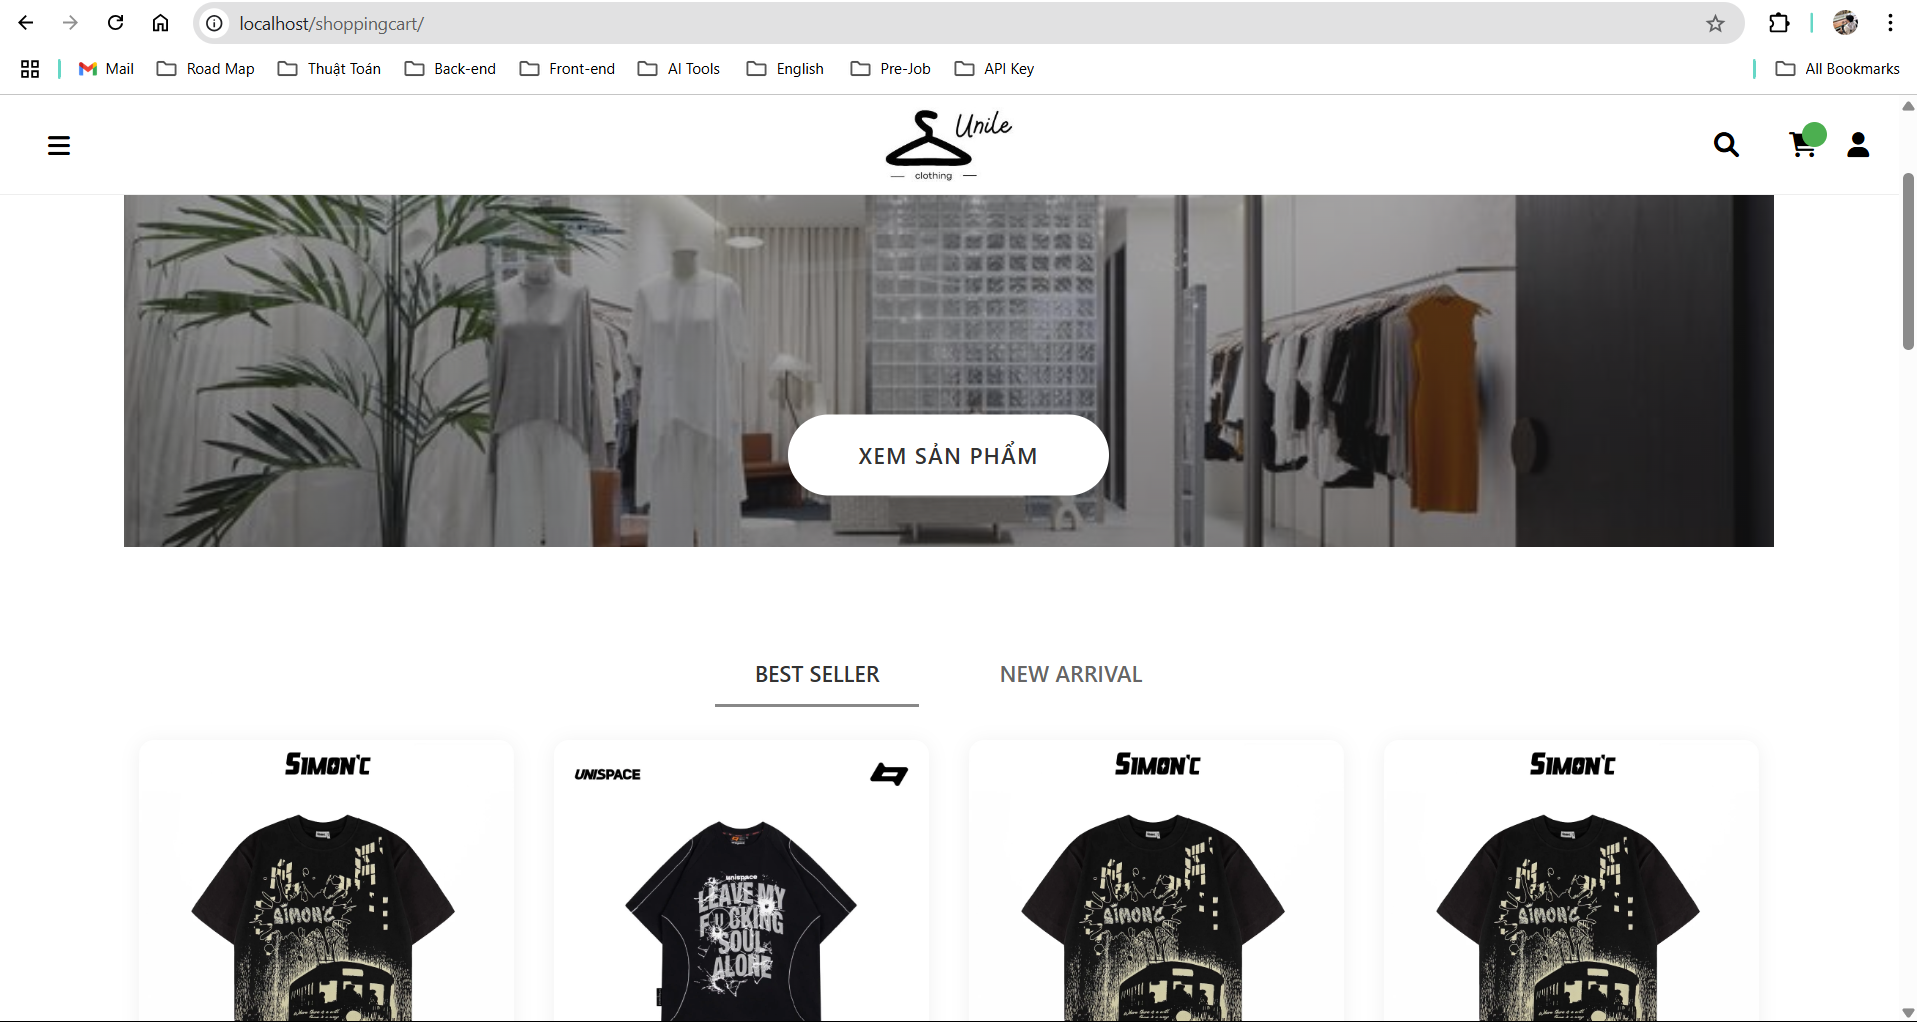 localhost/shoppingcart/
Mail
Road Map
Thuật Toán
Back-end
Front-end
AI Tools
English
Pre-Job
API Key
All Bookmarks
Unile
clothing
XEM SẢN PHẨM
BEST SELLER
NEW ARRIVAL
SIMON'C
UNISPACE
SIMON'C
SIMON'C
SIMON'C
unispace
LEAVE MY
FUCKING
SOUL
ALONE
SIMON'C
SIMON'C